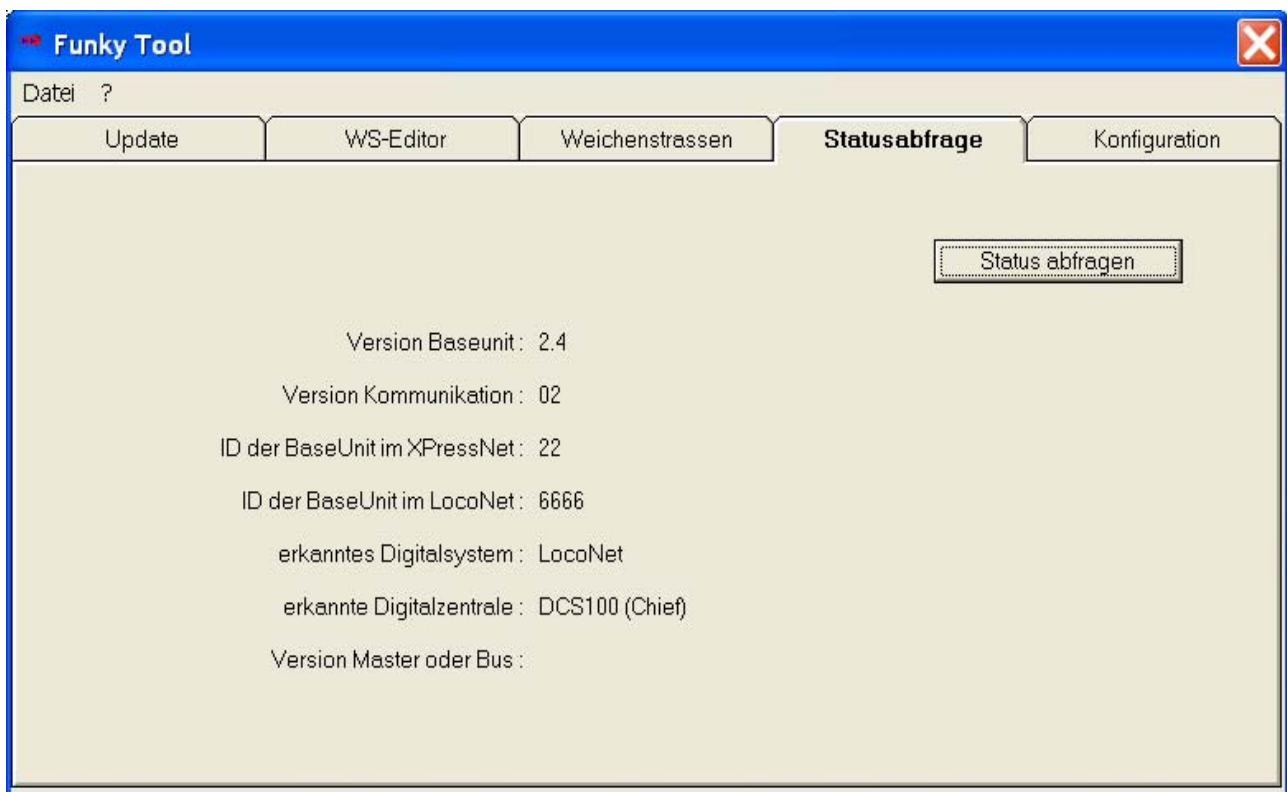 Funky Tool
Datei ?
Update WS-Editor Weichenstrassen Statusabfrage Konfiguration
Status abfragen
Version Baseunit : 2.4
Version Kommunikation : 02
ID der BaseUnit im XPressNet : 22
ID der BaseUnit im LocoNet : 6666
erkanntes Digitalsystem : LocoNet
erkannte Digitalzentrale : DCS100 (Chief)
Version Master oder Bus :